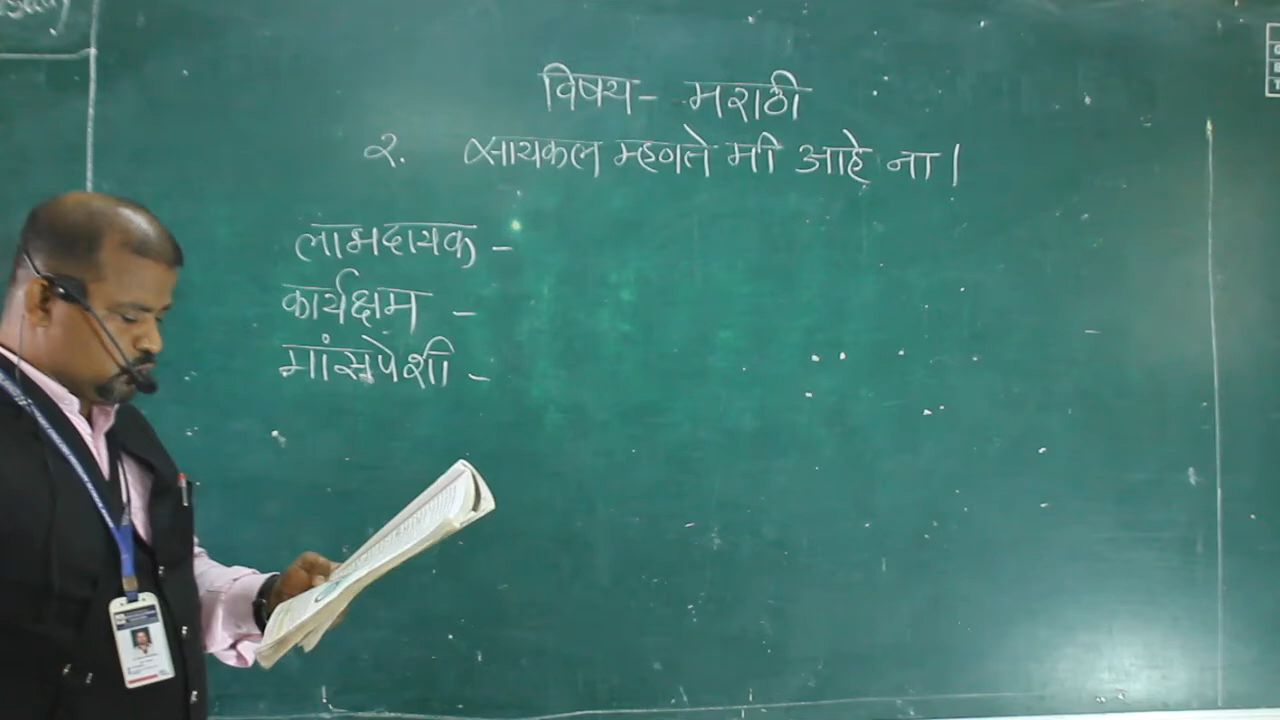 विषय- मराठी
२. सायकल म्हणते मी आहे ना।
लाभदायक -
कार्यक्षम -
मांसपेशी -